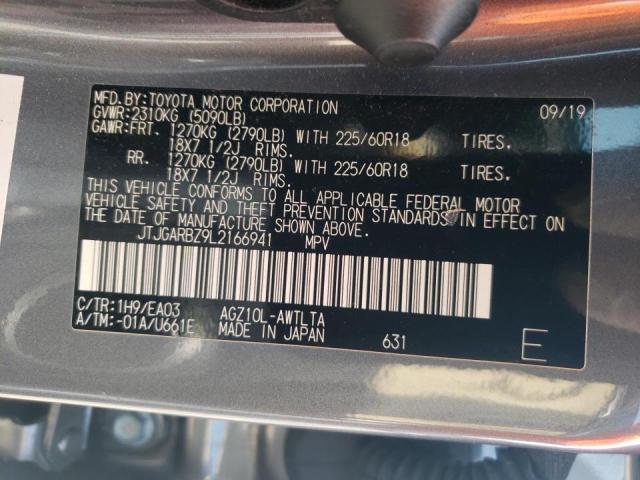 MFD.BY:TOYOTA MOTOR CORPORATION 09/19
GVWR:2310KG (5090LB)
GAWR:FRT. 1270KG (2790LB) WITH 225/60R18 TIRES.
18X7 1/2J RIMS.
RR. 1270KG (2790LB) WITH 225/60R18 TIRES.
18X7 1/2J RIMS.
THIS VEHICLE CONFORMS TO ALL APPLICABLE FEDERAL MOTOR
VEHICLE SAFETY AND THEFT PREVENTION STANDARDS IN EFFECT ON
THE DATE OF MANUFACTURE SHOWN ABOVE.
JTJGARBZ9L2166941 MPV
C/TR:1H9/EA03 AGZ10L-AWTLTA
A/TM:-01A/U661E MADE IN JAPAN 631 E